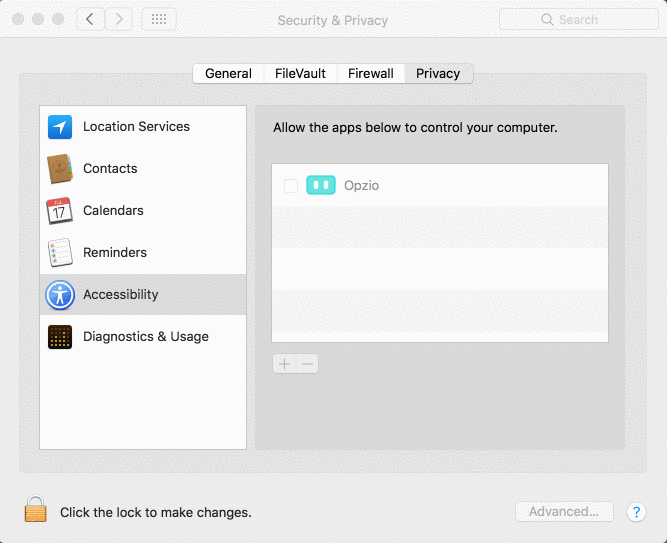 Security & Privacy
Search
General
FileVault
Firewall
Privacy
Location Services
Contacts
Calendars
Reminders
Accessibility
Diagnostics & Usage
Allow the apps below to control your computer.
Opzio
17
Click the lock to make changes.
Advanced...
?